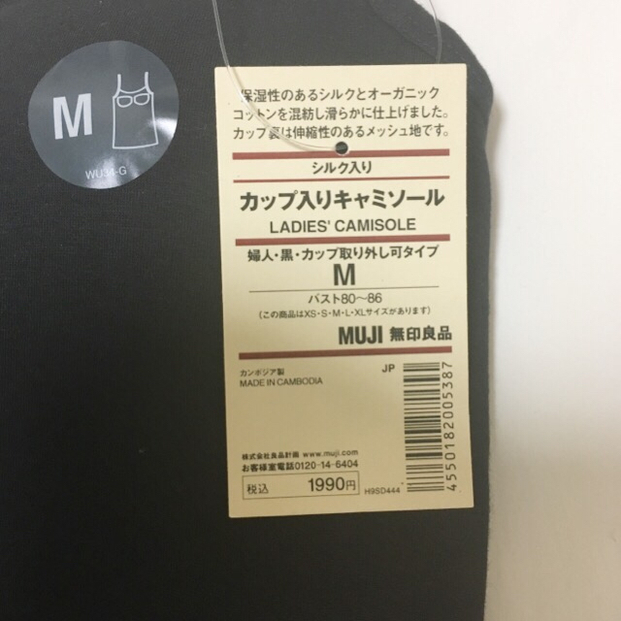 M
WU34-G
保湿性のあるシルクとオーガニック
コットンを混紡し滑らかに仕上げました。
カップ裏は伸縮性のあるメッシュ地です。
シルク入り
カップ入りキャミソール
LADIES' CAMISOLE
婦人・黒・カップ取り外し可タイプ
M
バスト80〜86
(この商品はXS・S・M・L・XLサイズがあります)
MUJI 無印良品
カンボジア製
MADE IN CAMBODIA
JP
4550182005387
株式会社良品計画 www.muji.com
お客様室電話0120-14-6404
税込 1990円
H9SD444